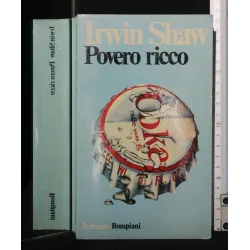 Irwin Shaw
Povero ricco
Coke
Romanzo Bompiani
Irwin Shaw Povero ricco
Bompiani